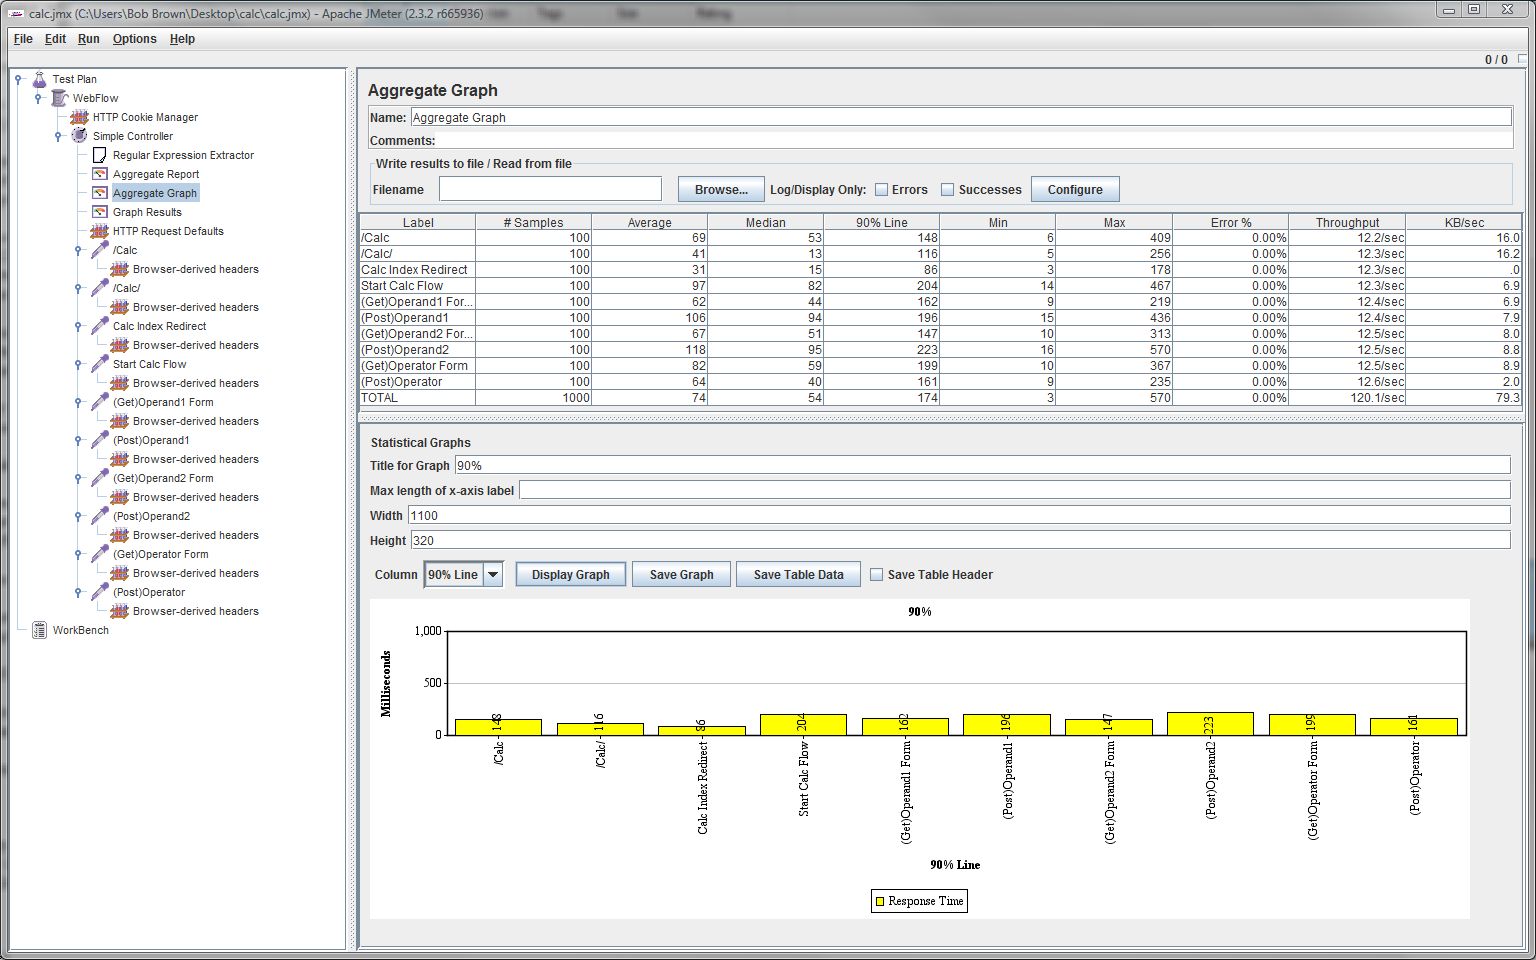 calc.jmx (C:\Users\Bob Brown\Desktop\calc\calc.jmx) - Apache JMeter (2.3.2 r665936)
File Edit Run Options Help
0 / 0
Test Plan
WebFlow
HTTP Cookie Manager
Simple Controller
Regular Expression Extractor
Aggregate Report
Aggregate Graph
Graph Results
HTTP Request Defaults
/Calc
Browser-derived headers
/Calc/
Browser-derived headers
Calc Index Redirect
Browser-derived headers
Start Calc Flow
Browser-derived headers
(Get)Operand1 Form
Browser-derived headers
(Post)Operand1
Browser-derived headers
(Get)Operand2 Form
Browser-derived headers
(Post)Operand2
Browser-derived headers
(Get)Operator Form
Browser-derived headers
(Post)Operator
Browser-derived headers
WorkBench
Aggregate Graph
Name: Aggregate Graph
Comments:
Write results to file / Read from file
Filename Browse... Log/Display Only: Errors Successes Configure
Label # Samples Average Median 90% Line Min Max Error % Throughput KB/sec
/Calc 100 69 53 148 6 409 0.00% 12.2/sec 16.0
/Calc/ 100 41 13 116 5 256 0.00% 12.3/sec 16.2
Calc Index Redirect 100 31 15 86 3 178 0.00% 12.3/sec .0
Start Calc Flow 100 97 82 204 14 467 0.00% 12.3/sec 6.9
(Get)Operand1 For... 100 62 44 162 9 219 0.00% 12.4/sec 6.9
(Post)Operand1 100 106 94 196 15 436 0.00% 12.4/sec 7.9
(Get)Operand2 For... 100 67 51 147 10 313 0.00% 12.5/sec 8.0
(Post)Operand2 100 118 95 223 16 570 0.00% 12.5/sec 8.8
(Get)Operator Form 100 82 59 199 10 367 0.00% 12.5/sec 8.9
(Post)Operator 100 64 40 161 9 235 0.00% 12.6/sec 2.0
TOTAL 1000 74 54 174 3 570 0.00% 120.1/sec 79.3
Statistical Graphs
Title for Graph 90%
Max length of x-axis label
Width 1100
Height 320
Column 90% Line Display Graph Save Graph Save Table Data Save Table Header
90%
Milliseconds
1,000
500
0
148 116 86 204 162 196 147 223 199 161
/Calc
/Calc/
Calc Index Redirect
Start Calc Flow
(Get)Operand1 Form
(Post)Operand1
(Get)Operand2 Form
(Post)Operand2
(Get)Operator Form
(Post)Operator
90% Line
Response Time